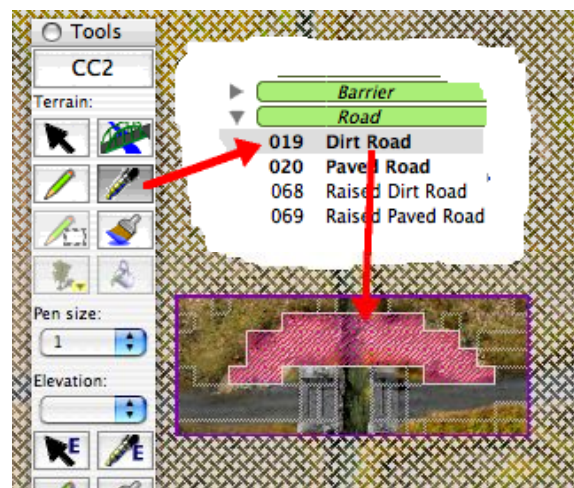 Tools
CC2
Terrain:
Barrier
Road
019 Dirt Road
020 Paved Road
068 Raised Dirt Road
069 Raised Paved Road
Pen size:
1
Elevation:
E
E